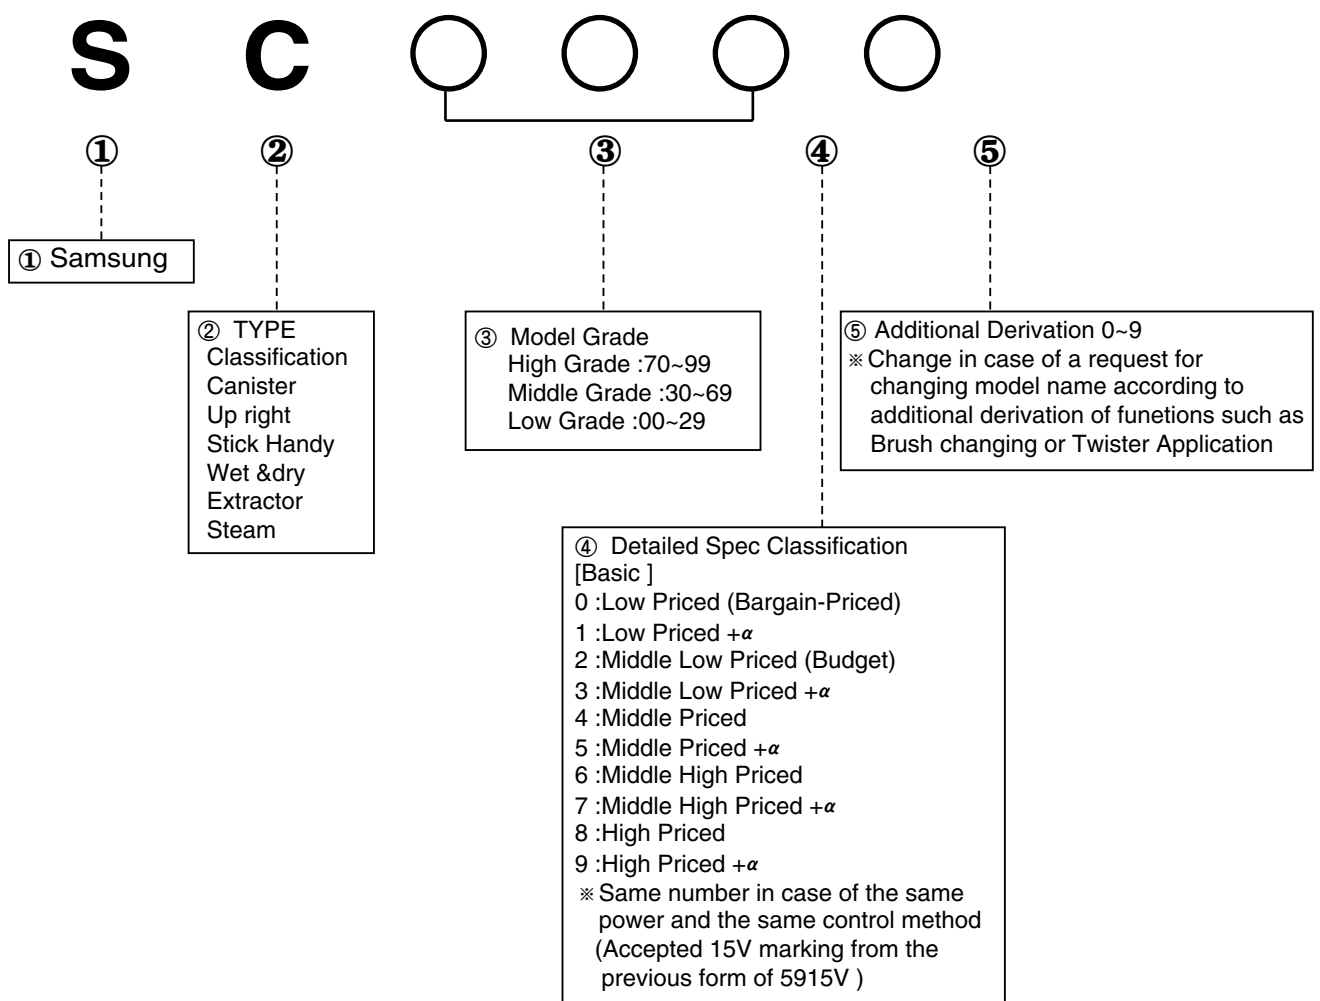 S C
① ② ③ ④ ⑤
① Samsung
② TYPE
Classification
Canister
Up right
Stick Handy
Wet &dry
Extractor
Steam
③ Model Grade
High Grade :70~99
Middle Grade :30~69
Low Grade :00~29
⑤ Additional Derivation 0~9
※Change in case of a request for
changing model name according to
additional derivation of funetions such as
Brush changing or Twister Application
④ Detailed Spec Classification
[Basic ]
0 :Low Priced (Bargain-Priced)
1 :Low Priced +α
2 :Middle Low Priced (Budget)
3 :Middle Low Priced +α
4 :Middle Priced
5 :Middle Priced +α
6 :Middle High Priced
7 :Middle High Priced +α
8 :High Priced
9 :High Priced +α
※Same number in case of the same
power and the same control method
(Accepted 15V marking from the
previous form of 5915V )